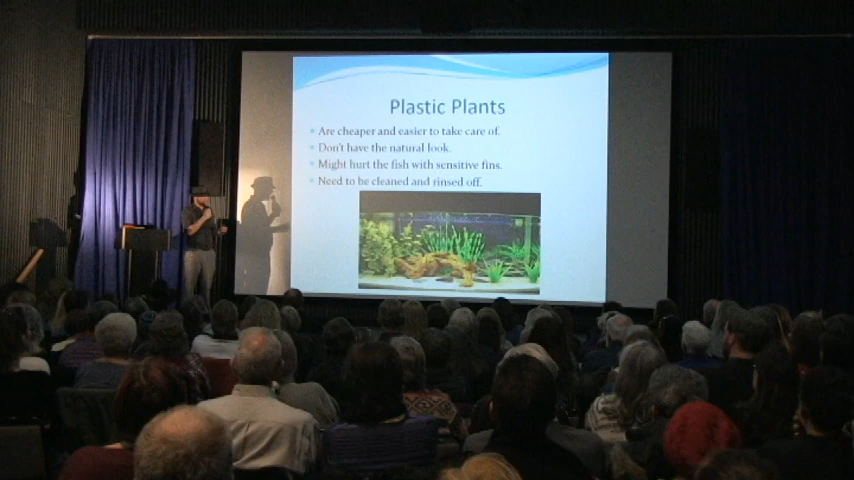 Plastic Plants
Are cheaper and easier to take care of.
Don't have the natural look.
Might hurt the fish with sensitive fins.
Need to be cleaned and rinsed off.